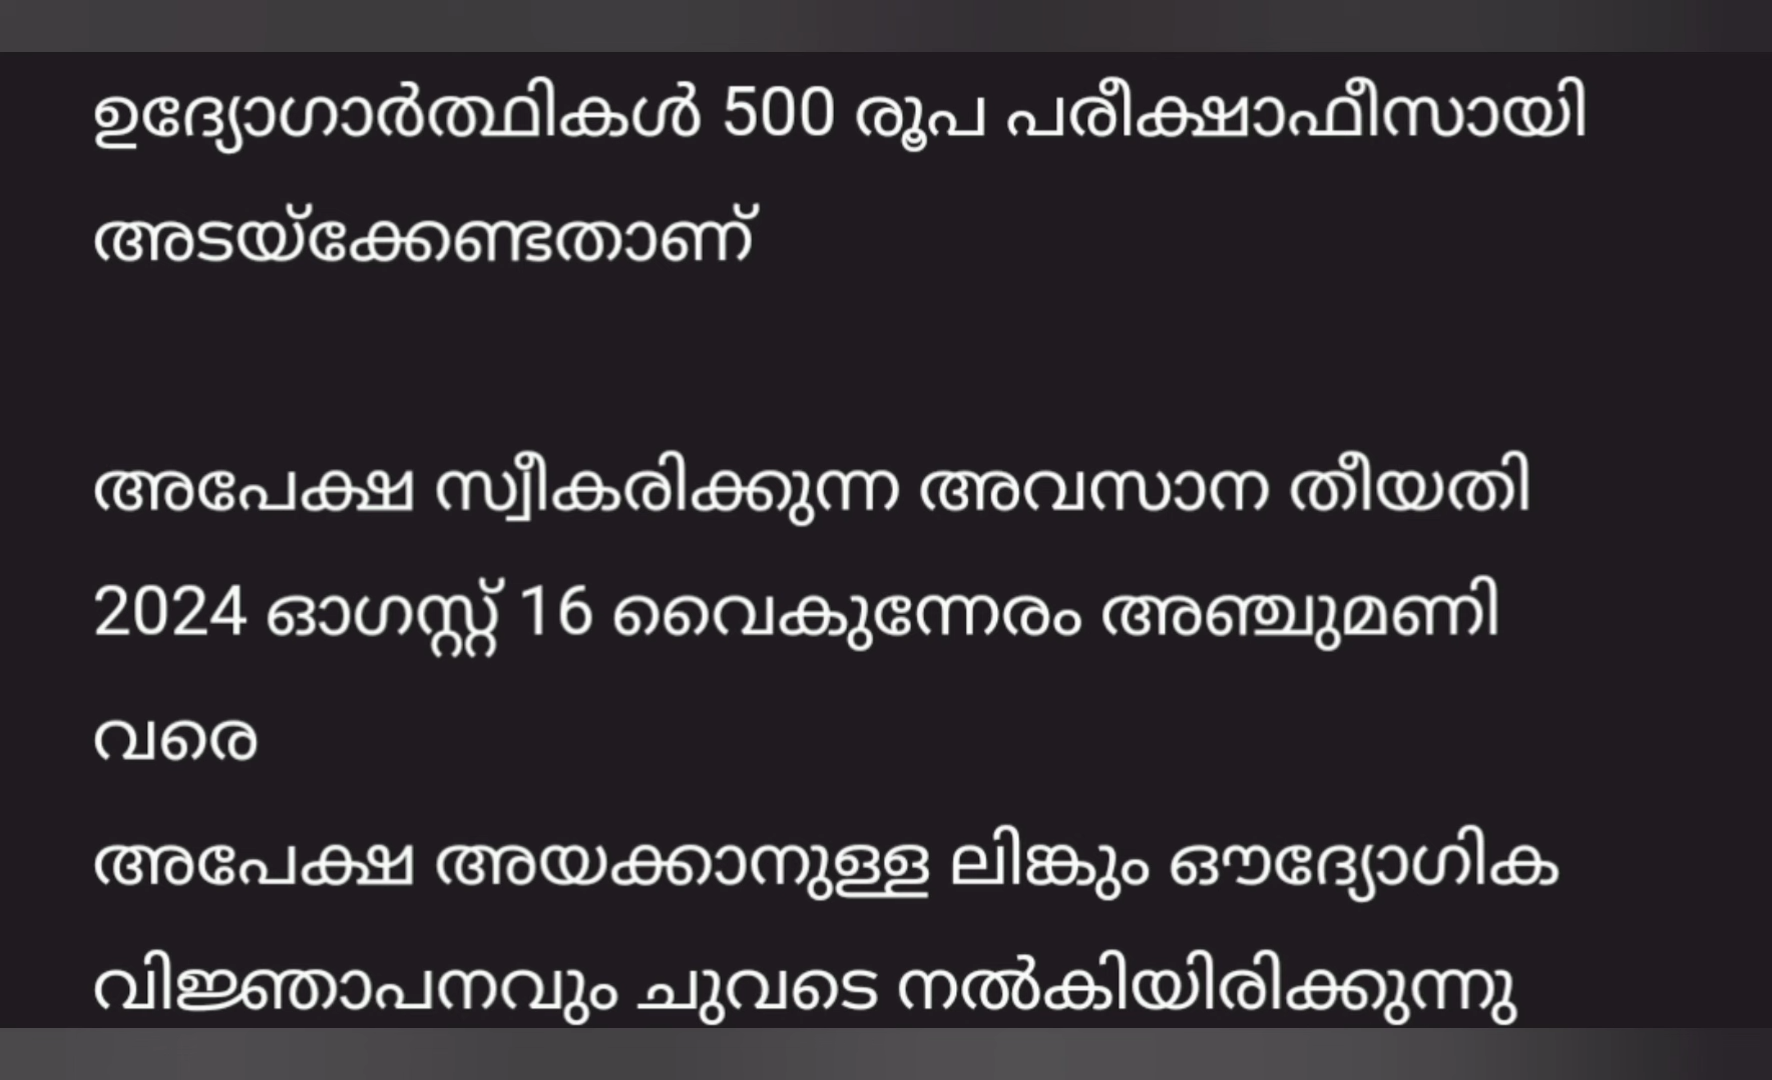 ഉദ്യോഗാർത്ഥികൾ 500 രൂപ പരീക്ഷാഫീസായി
അടയ്ക്കേണ്ടതാണ്
അപേക്ഷ സ്വീകരിക്കുന്ന അവസാന തീയതി
2024 ഓഗസ്റ്റ് 16 വൈകുന്നേരം അഞ്ചുമണി
വരെ
അപേക്ഷ അയക്കാനുള്ള ലിങ്കും ഔദ്യോഗിക
വിജ്ഞാപനവും ചുവടെ നൽകിയിരിക്കുന്നു